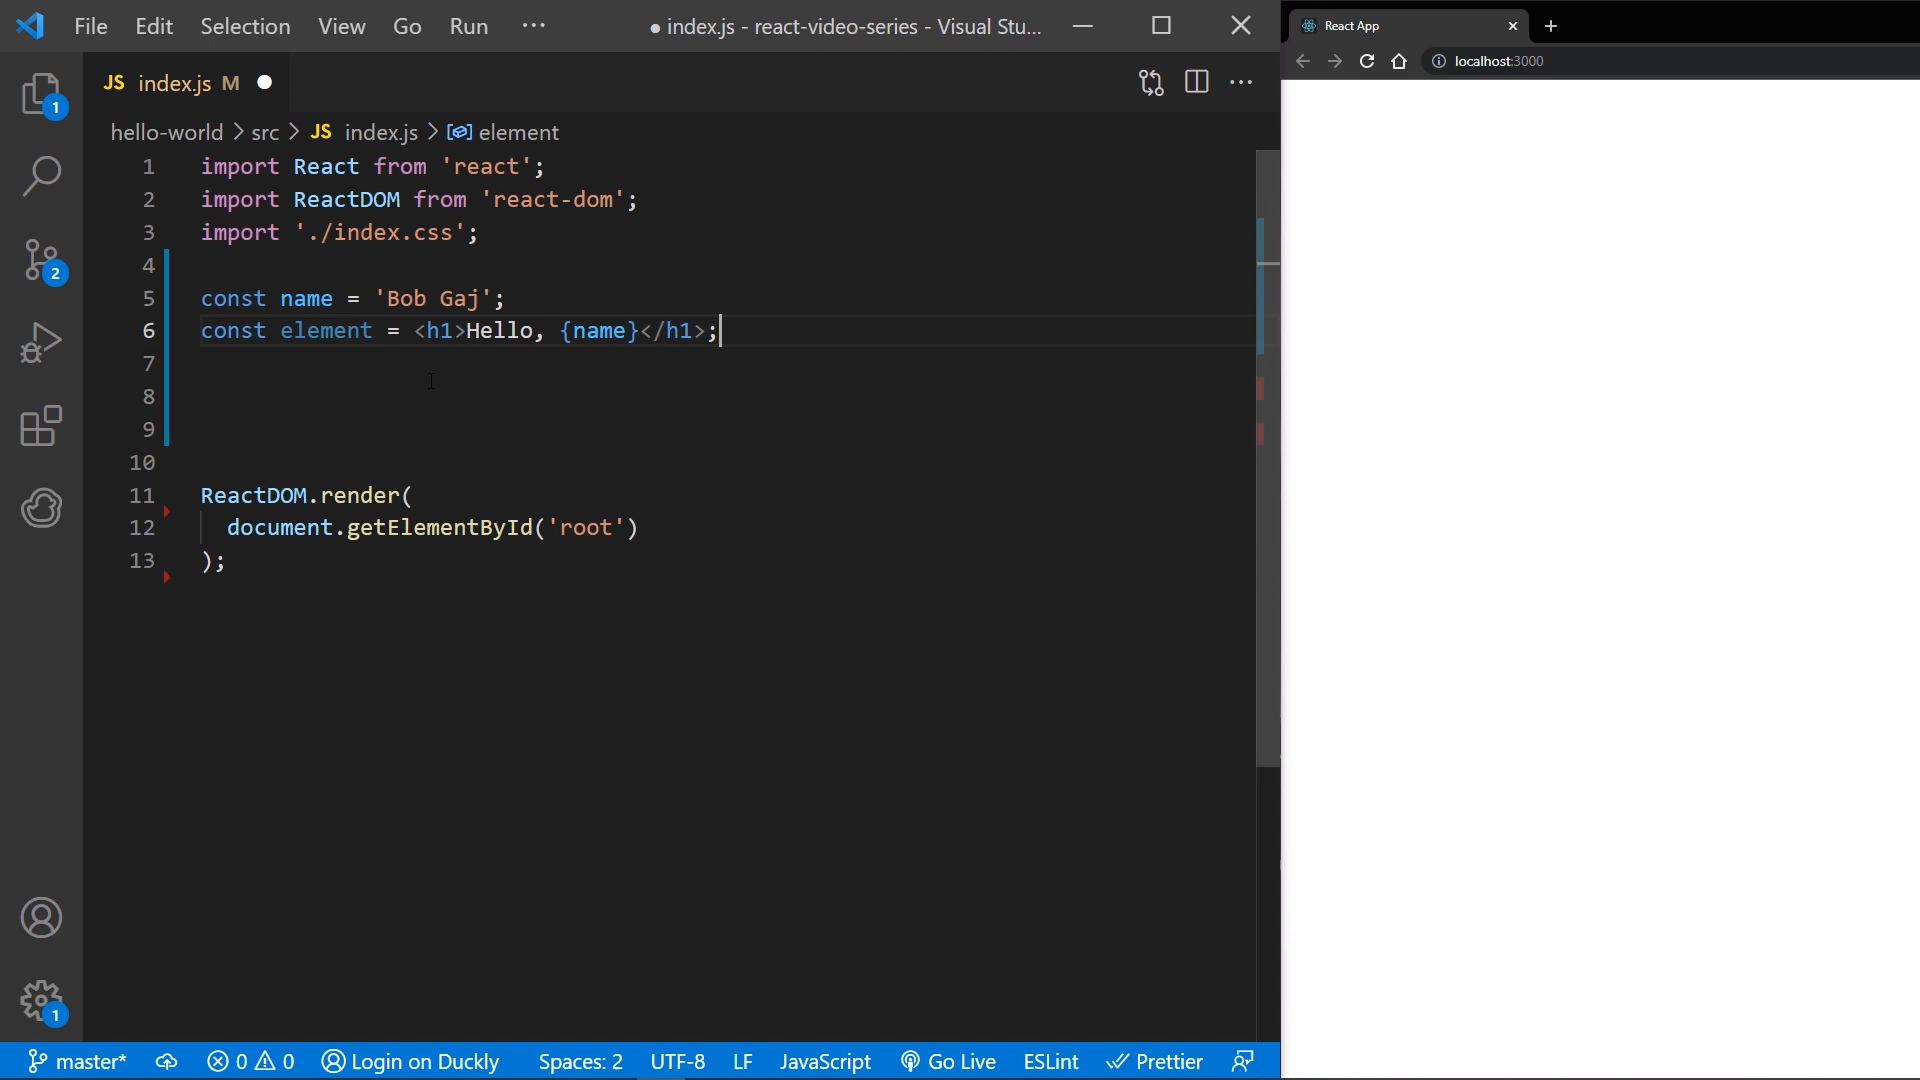 File Edit Selection View Go Run ···
● index.js - react-video-series - Visual Stu...
React App
localhost:3000
JS index.js M
hello-world > src > JS index.js > element
1 import React from 'react';
2 import ReactDOM from 'react-dom';
3 import './index.css';
4
5 const name = 'Bob Gaj';
6 const element = <h1>Hello, {name}</h1>;
7
8
9
10
11 ReactDOM.render(
12 document.getElementById('root')
13 );
1
2
1
master* 0 0 Login on Duckly Spaces: 2 UTF-8 LF JavaScript Go Live ESLint Prettier